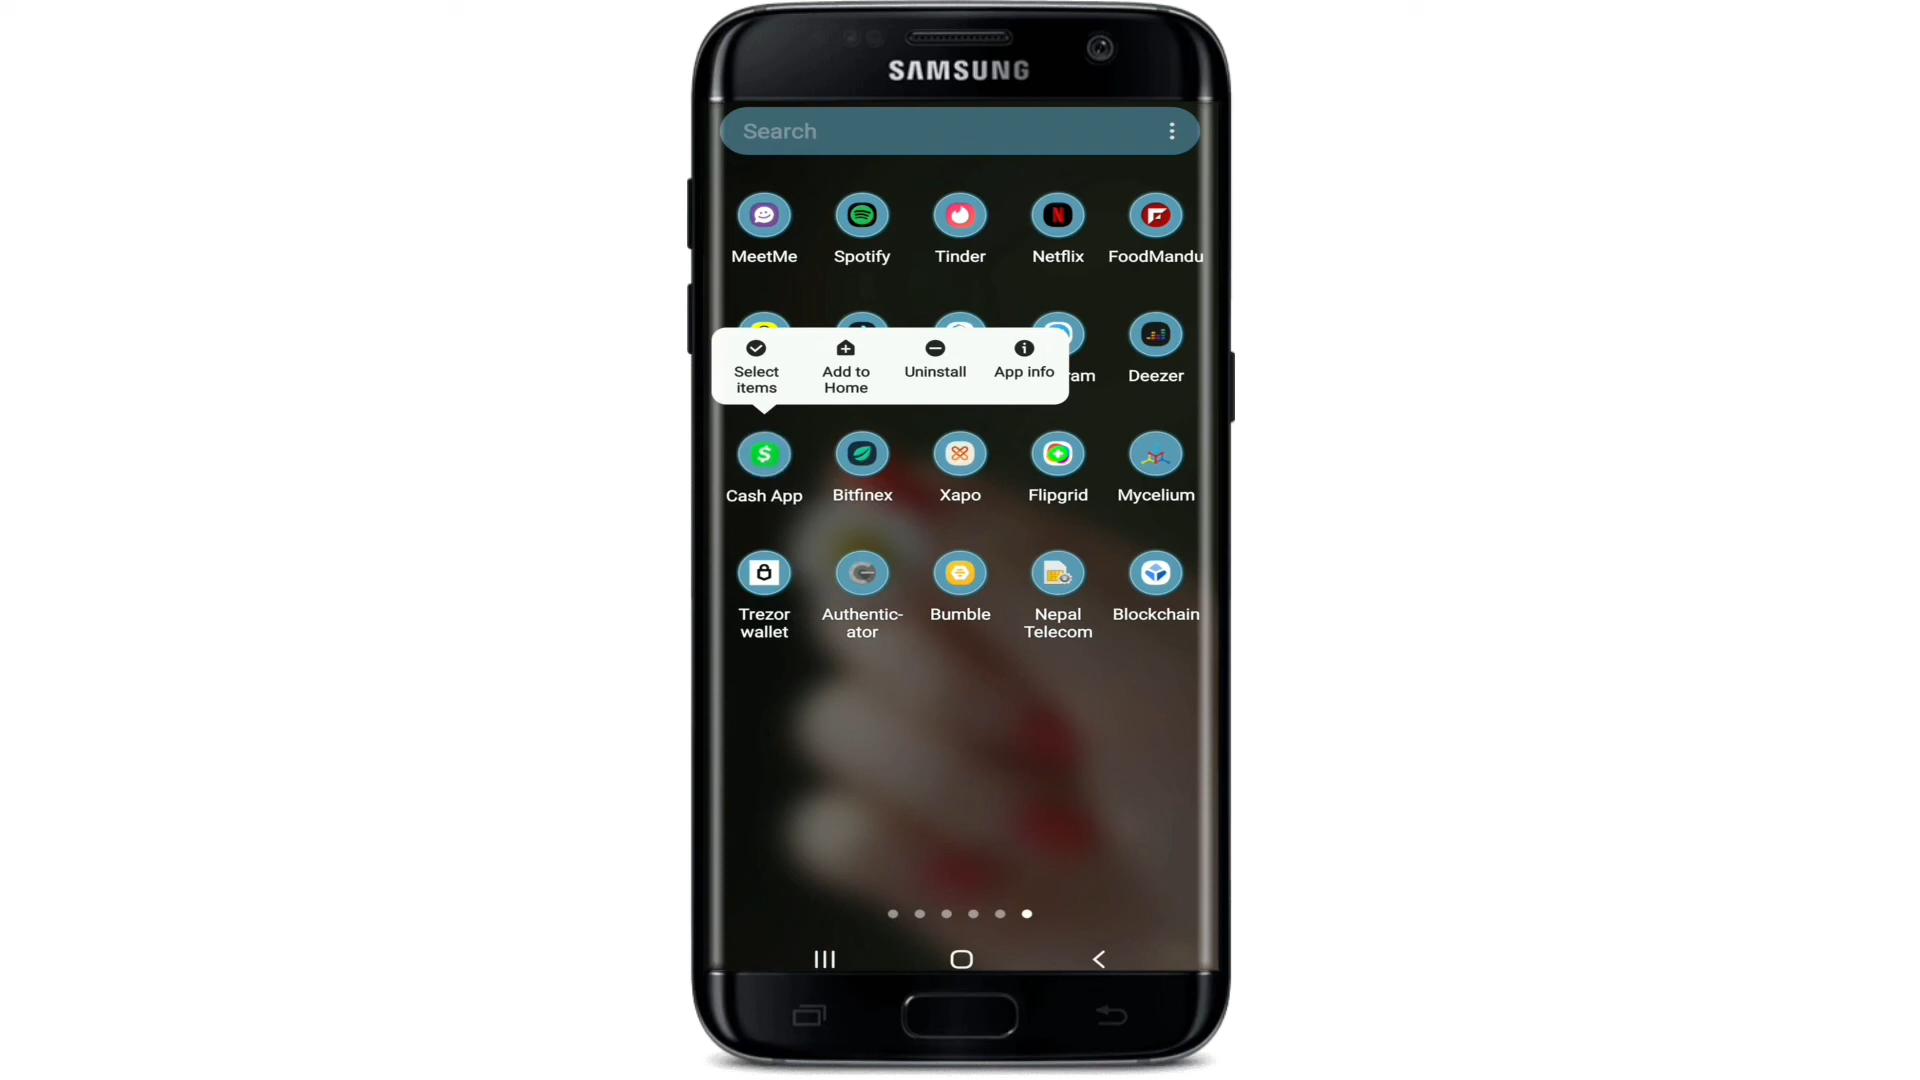 SAMSUNG
Search
MeetMe Spotify Tinder Netflix FoodMandu
Select items Add to Home Uninstall App info
ram Deezer
Cash App Bitfinex Xapo Flipgrid Mycelium
Trezor wallet Authentic-ator Bumble Nepal Telecom Blockchain